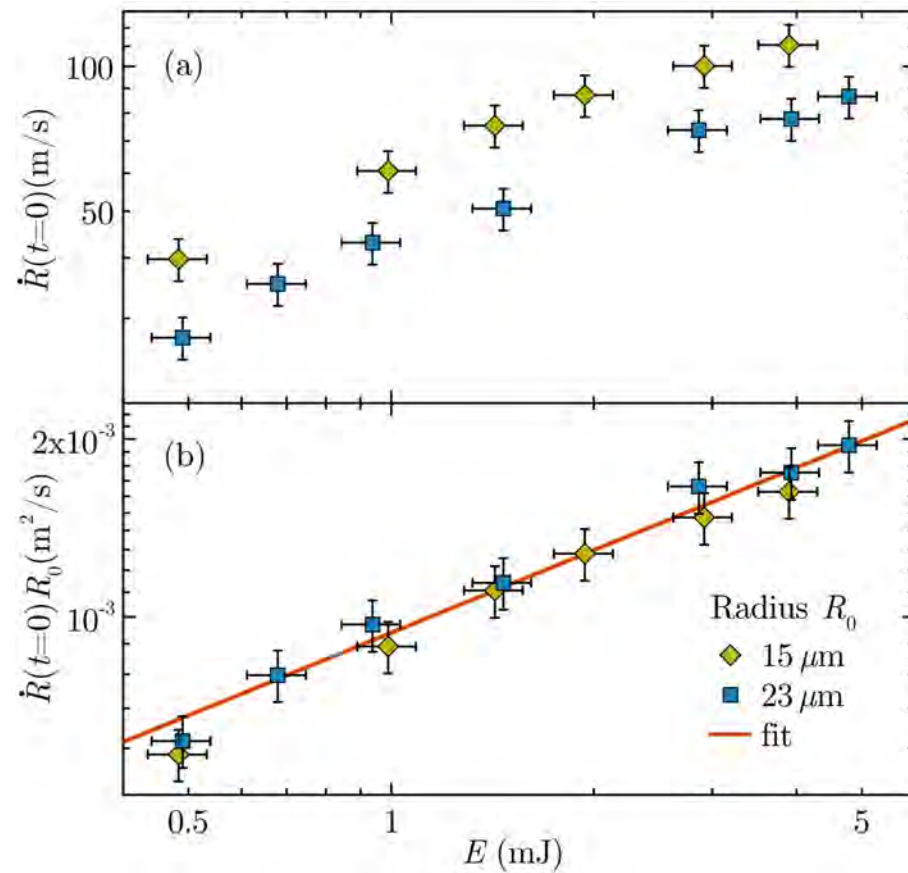 100
(a)
50
Ṙ(t=0)(m/s)
2x10⁻³
(b)
10⁻³
Ṙ(t=0)R₀(m²/s)
Radius R₀
15 μm
23 μm
fit
0.5 1 5
E (mJ)